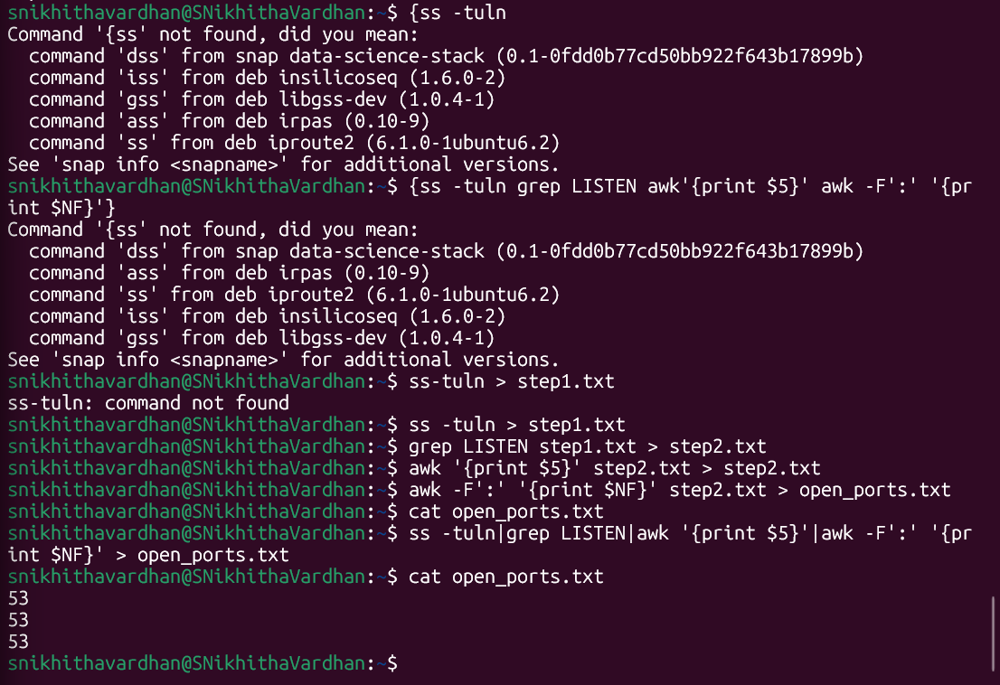 snikhithavardhan@SNikhithaVardhan:~$ {ss -tuln
Command '{ss' not found, did you mean:
  command 'dss' from snap data-science-stack (0.1-0fdd0b77cd50bb922f643b17899b)
  command 'iss' from deb insilicoseq (1.6.0-2)
  command 'gss' from deb libgss-dev (1.0.4-1)
  command 'ass' from deb irpas (0.10-9)
  command 'ss' from deb iproute2 (6.1.0-1ubuntu6.2)
See 'snap info <snapname>' for additional versions.
snikhithavardhan@SNikhithaVardhan:~$ {ss -tuln grep LISTEN awk'{print $5}' awk -F':' '{pr
int $NF}'}
Command '{ss' not found, did you mean:
  command 'dss' from snap data-science-stack (0.1-0fdd0b77cd50bb922f643b17899b)
  command 'ass' from deb irpas (0.10-9)
  command 'ss' from deb iproute2 (6.1.0-1ubuntu6.2)
  command 'iss' from deb insilicoseq (1.6.0-2)
  command 'gss' from deb libgss-dev (1.0.4-1)
See 'snap info <snapname>' for additional versions.
snikhithavardhan@SNikhithaVardhan:~$ ss-tuln > step1.txt
ss-tuln: command not found
snikhithavardhan@SNikhithaVardhan:~$ ss -tuln > step1.txt
snikhithavardhan@SNikhithaVardhan:~$ grep LISTEN step1.txt > step2.txt
snikhithavardhan@SNikhithaVardhan:~$ awk '{print $5}' step2.txt > step2.txt
snikhithavardhan@SNikhithaVardhan:~$ awk -F':' '{print $NF}' step2.txt > open_ports.txt
snikhithavardhan@SNikhithaVardhan:~$ cat open_ports.txt
snikhithavardhan@SNikhithaVardhan:~$ ss -tuln|grep LISTEN|awk '{print $5}'|awk -F':' '{pr
int $NF}' > open_ports.txt
snikhithavardhan@SNikhithaVardhan:~$ cat open_ports.txt
53
53
53
snikhithavardhan@SNikhithaVardhan:~$